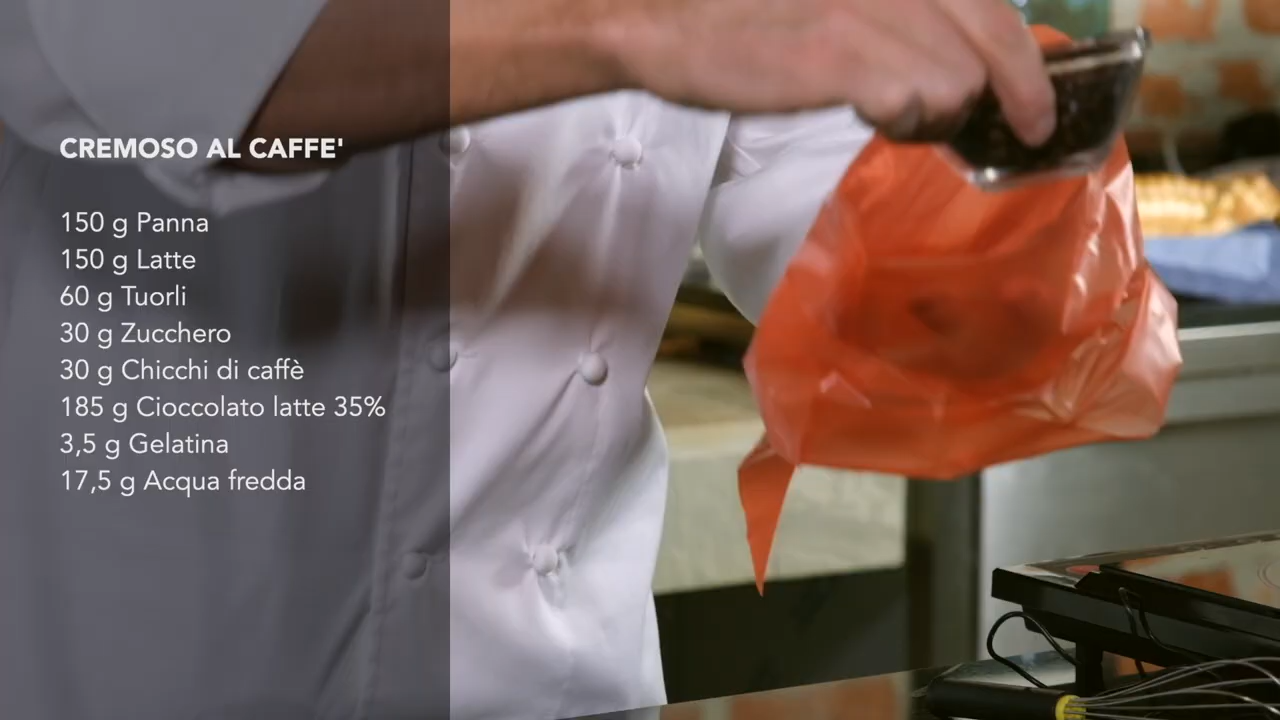 CREMOSO AL CAFFE'
150 g Panna
150 g Latte
60 g Tuorli
30 g Zucchero
30 g Chicchi di caffè
185 g Cioccolato latte 35%
3,5 g Gelatina
17,5 g Acqua fredda